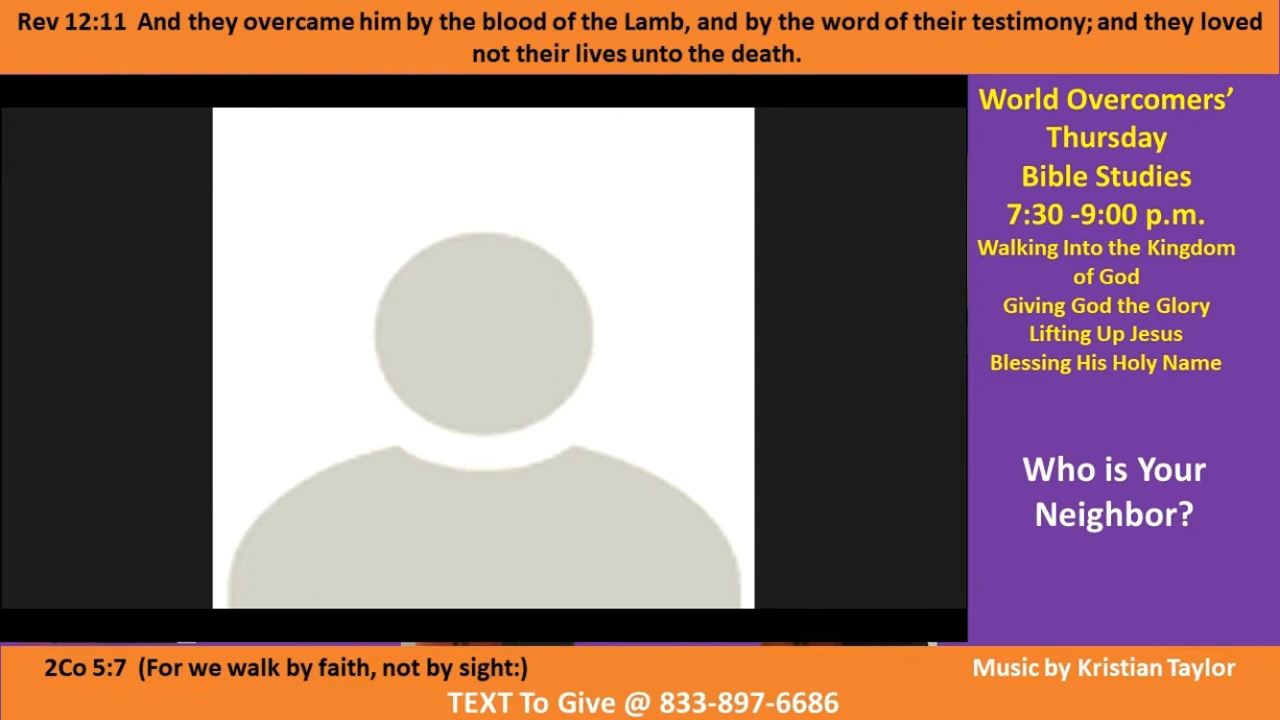 Rev 12:11  And they overcame him by the blood of the Lamb, and by the word of their testimony; and they loved
not their lives unto the death.
World Overcomers’
Thursday
Bible Studies
7:30 -9:00 p.m.
Walking Into the Kingdom
of God
Giving God the Glory
Lifting Up Jesus
Blessing His Holy Name
Who is Your
Neighbor?
2Co 5:7  (For we walk by faith, not by sight:)
Music by Kristian Taylor
TEXT To Give @ 833-897-6686